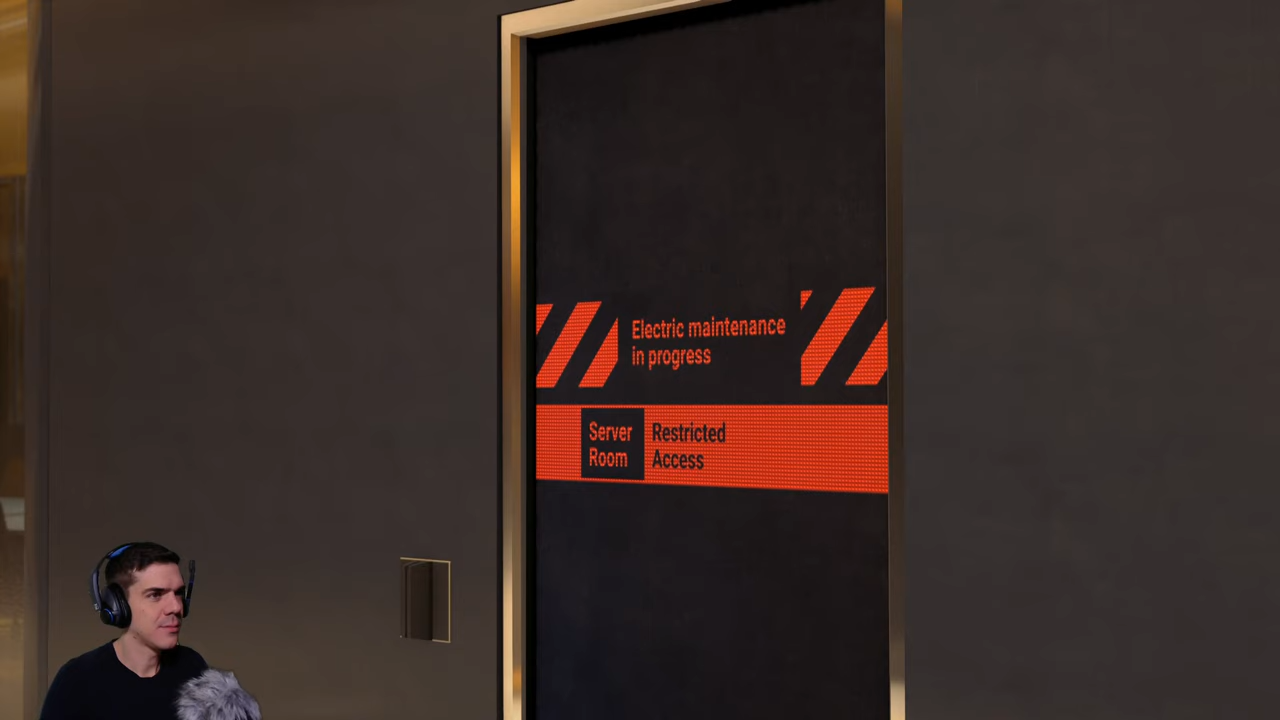 Electric maintenance
in progress
Server
Room
Restricted
Access